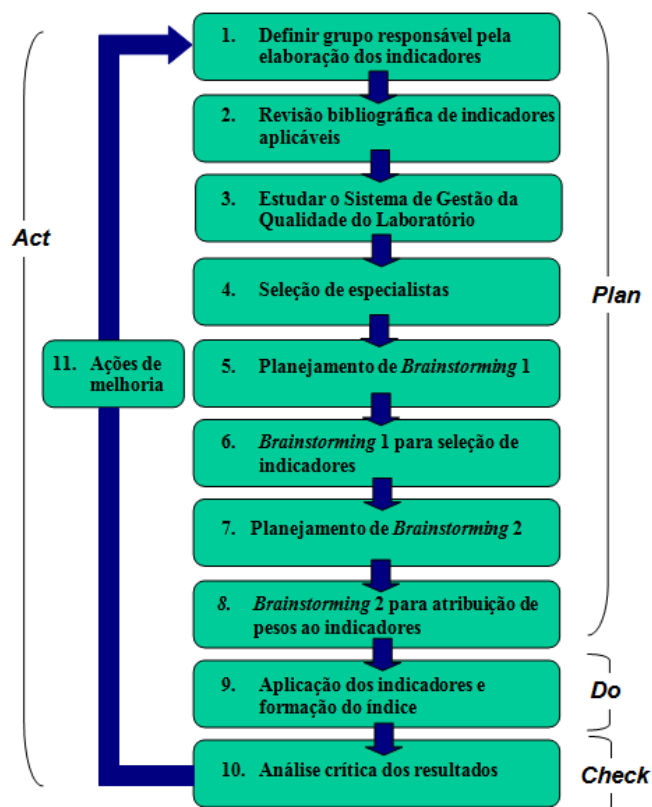 1. Definir grupo responsável pela
elaboração dos indicadores
2. Revisão bibliográfica de indicadores
aplicáveis
3. Estudar o Sistema de Gestão da
Qualidade do Laboratório
Act
4. Seleção de especialistas
Plan
11. Ações de
melhoria
5. Planejamento de Brainstorming 1
6. Brainstorming 1 para seleção de
indicadores
7. Planejamento de Brainstorming 2
8. Brainstorming 2 para atribuição de
pesos ao indicadores
9. Aplicação dos indicadores e
formação do índice
Do
10. Análise crítica dos resultados
Check